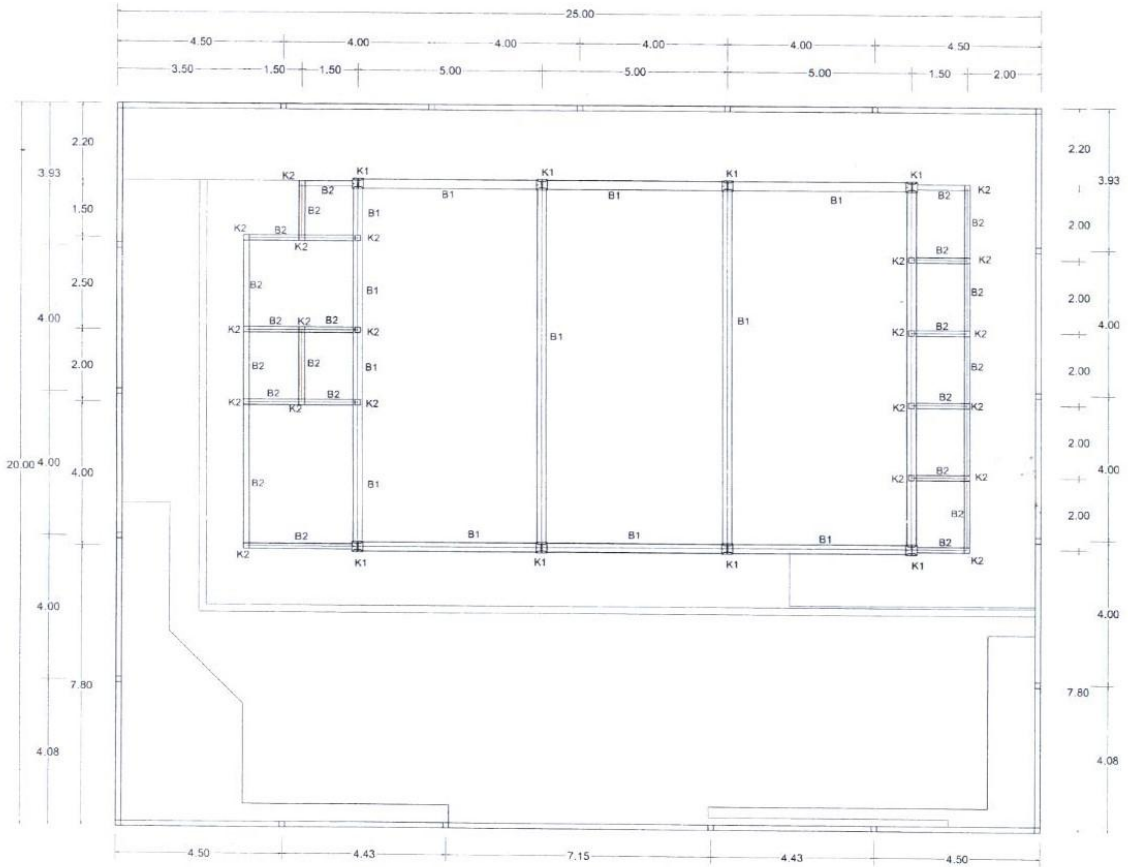 25.00
4.50 4.00 4.00 4.00 4.00 4.50
3.50 1.50 1.50 5.00 5.00 5.00 1.50 2.00
2.20 2.20
3.93 3.93
K2 K1 K1 K1 K1
B2 B1 B1 B1 B2 K2
1.50 B2 B1 B2 2.00
K2 B2 K2 K2
B2 K2 B2 K2
B2 B1 B2 2.00
2.50
4.00 4.00
K2 B2 K2 B2 K2 B1 B1 K2 B2 K2
2.00 B2 B2 B1 B2 2.00
K2 B2 K2 B2 K2 K2 B2 K2
20.00 4.00 4.00 2.00 4.00
B2 B1 K2 B2 K2
B2 2.00
K2 B2 B1 B1 B1 B2
K1 K1 K1 K1 K2
4.00 4.00
7.80 7.80
4.08 4.08
4.50 4.43 7.15 4.43 4.50